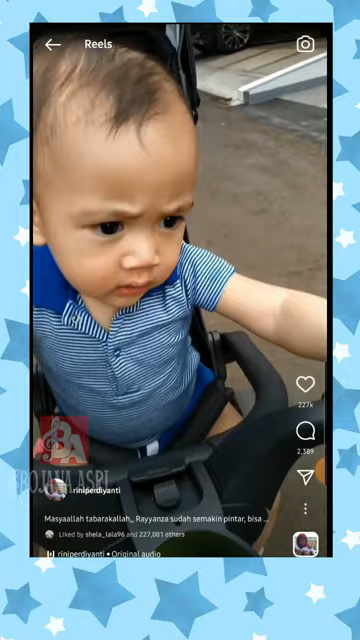 Reels
227k
2,389
BOJANA ASRI
riniperdiyanti
Masyaallah tabarakallah,, Rayyanza sudah semakin pintar, bisa ...
Liked by shela_lala96 and 227,081 others
riniperdiyanti • Original audio